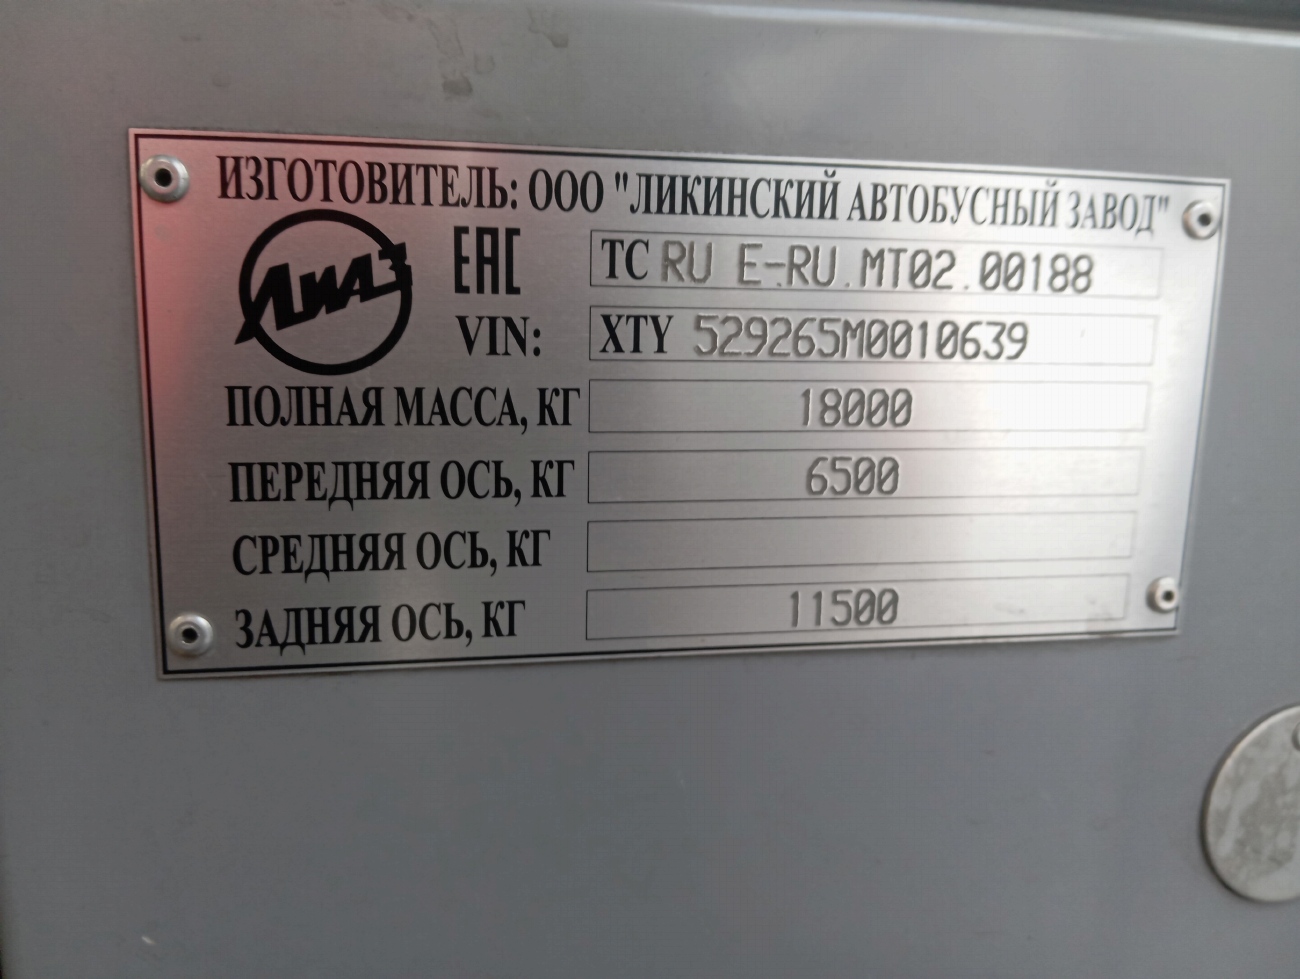 ИЗГОТОВИТЕЛЬ: ООО "ЛИКИНСКИЙ АВТОБУСНЫЙ ЗАВОД"
ЛиАЗ EAC ТС RU E-RU.MT02.00188
VIN: XTY 529265M0010639
ПОЛНАЯ МАССА, КГ 18000
ПЕРЕДНЯЯ ОСЬ, КГ 6500
СРЕДНЯЯ ОСЬ, КГ
ЗАДНЯЯ ОСЬ, КГ 11500